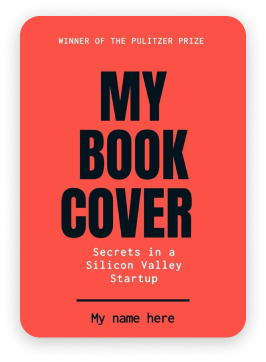 WINNER OF THE PULITZER PRIZE
MY
BOOK
COVER
Secrets in a
Silicon Valley
Startup
My name here